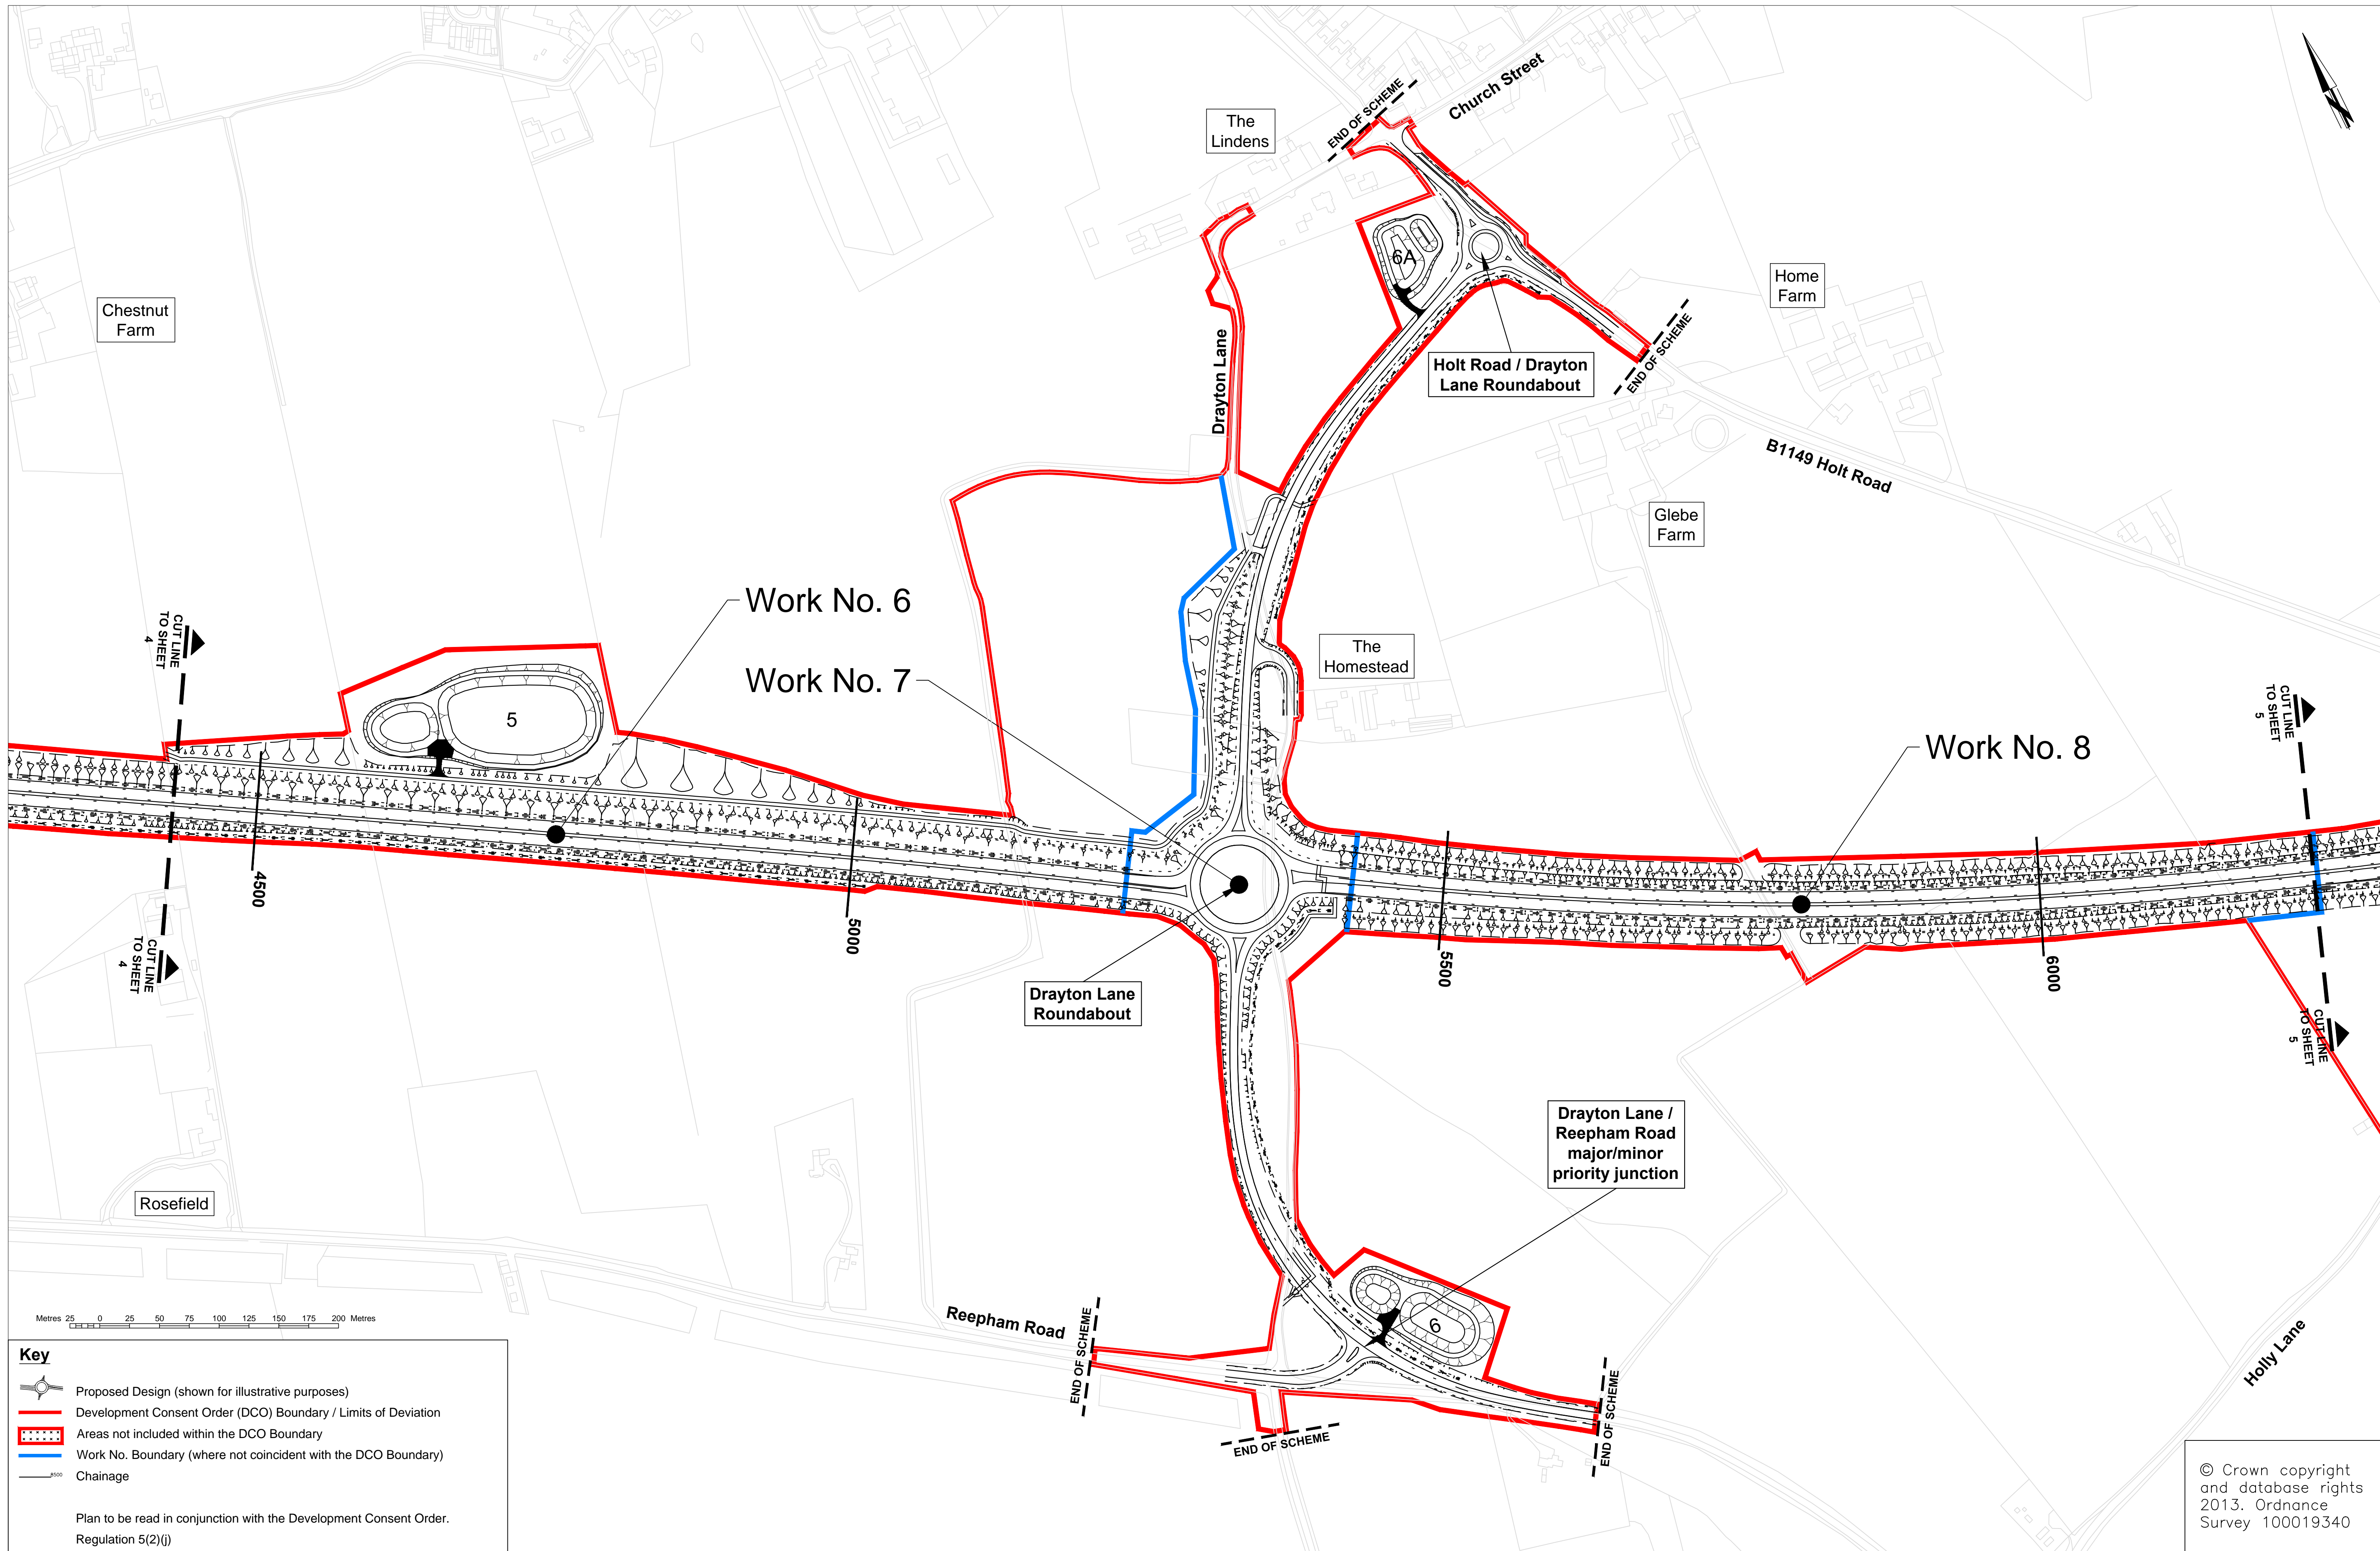 Church Street
END OF SCHEME
The
Lindens
6A
Home
Farm
Chestnut
Farm
Drayton Lane
END OF SCHEME
Holt Road / Drayton
Lane Roundabout
B1149 Holt Road
Glebe
Farm
Work No. 6
CUT LINE
TO SHEET
4
The
Homestead
Work No. 7
CUT LINE
TO SHEET
5
5
Work No. 8
4500
5000
5500
6000
CUT LINE
TO SHEET
4
Drayton Lane
Roundabout
CUT LINE
TO SHEET
5
Drayton Lane /
Reepham Road
major/minor
priority junction
Rosefield
Reepham Road
END OF SCHEME
6
Holly Lane
END OF SCHEME
END OF SCHEME
Metres 25 0 25 50 75 100 125 150 175 200 Metres
Key
Proposed Design (shown for illustrative purposes)
Development Consent Order (DCO) Boundary / Limits of Deviation
Areas not included within the DCO Boundary
Work No. Boundary (where not coincident with the DCO Boundary)
Chainage
Plan to be read in conjunction with the Development Consent Order.
Regulation 5(2)(j)
© Crown copyright
and database rights
2013. Ordnance
Survey 100019340